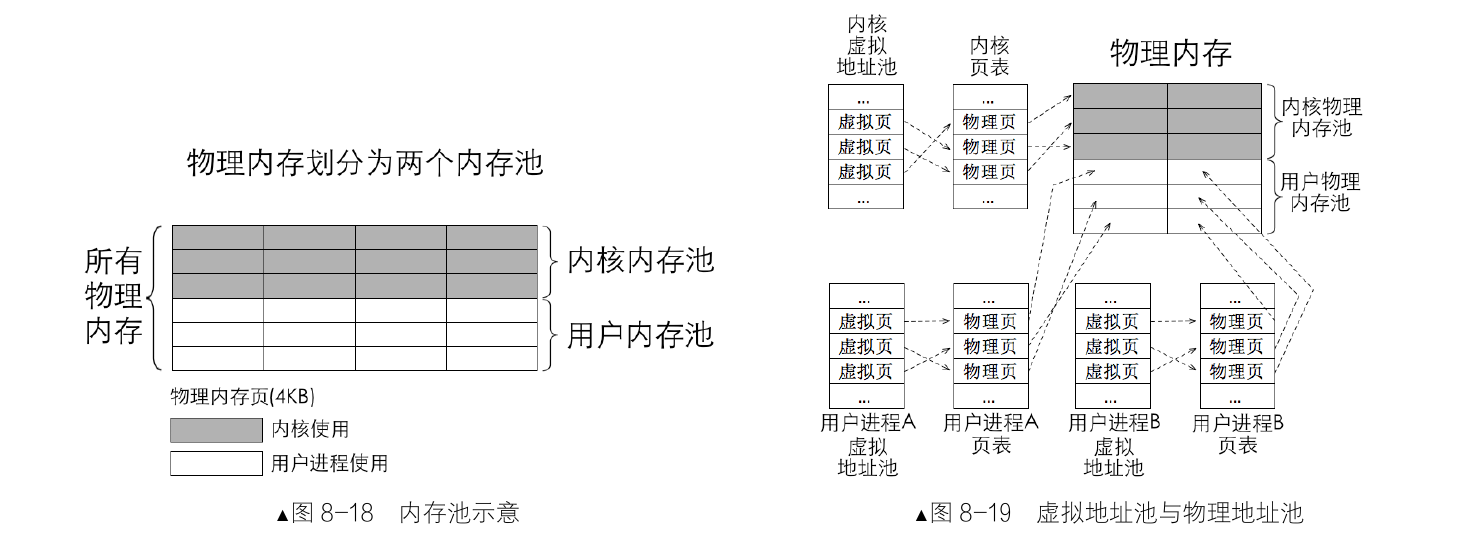 物理内存划分为两个内存池
所有
物理
内存
内核内存池
用户内存池
物理内存页(4KB)
内核使用
用户进程使用
▲图 8-18 内存池示意
内核
虚拟
地址池
内核
页表
物理内存
...
虚拟页
虚拟页
虚拟页
...
...
物理页
物理页
物理页
...
内核物理
内存池
用户物理
内存池
...
虚拟页
虚拟页
虚拟页
...
用户进程A
虚拟
地址池
...
物理页
物理页
物理页
...
用户进程A
页表
...
虚拟页
虚拟页
虚拟页
...
用户进程B
虚拟
地址池
...
物理页
物理页
物理页
...
用户进程B
页表
▲图 8-19 虚拟地址池与物理地址池